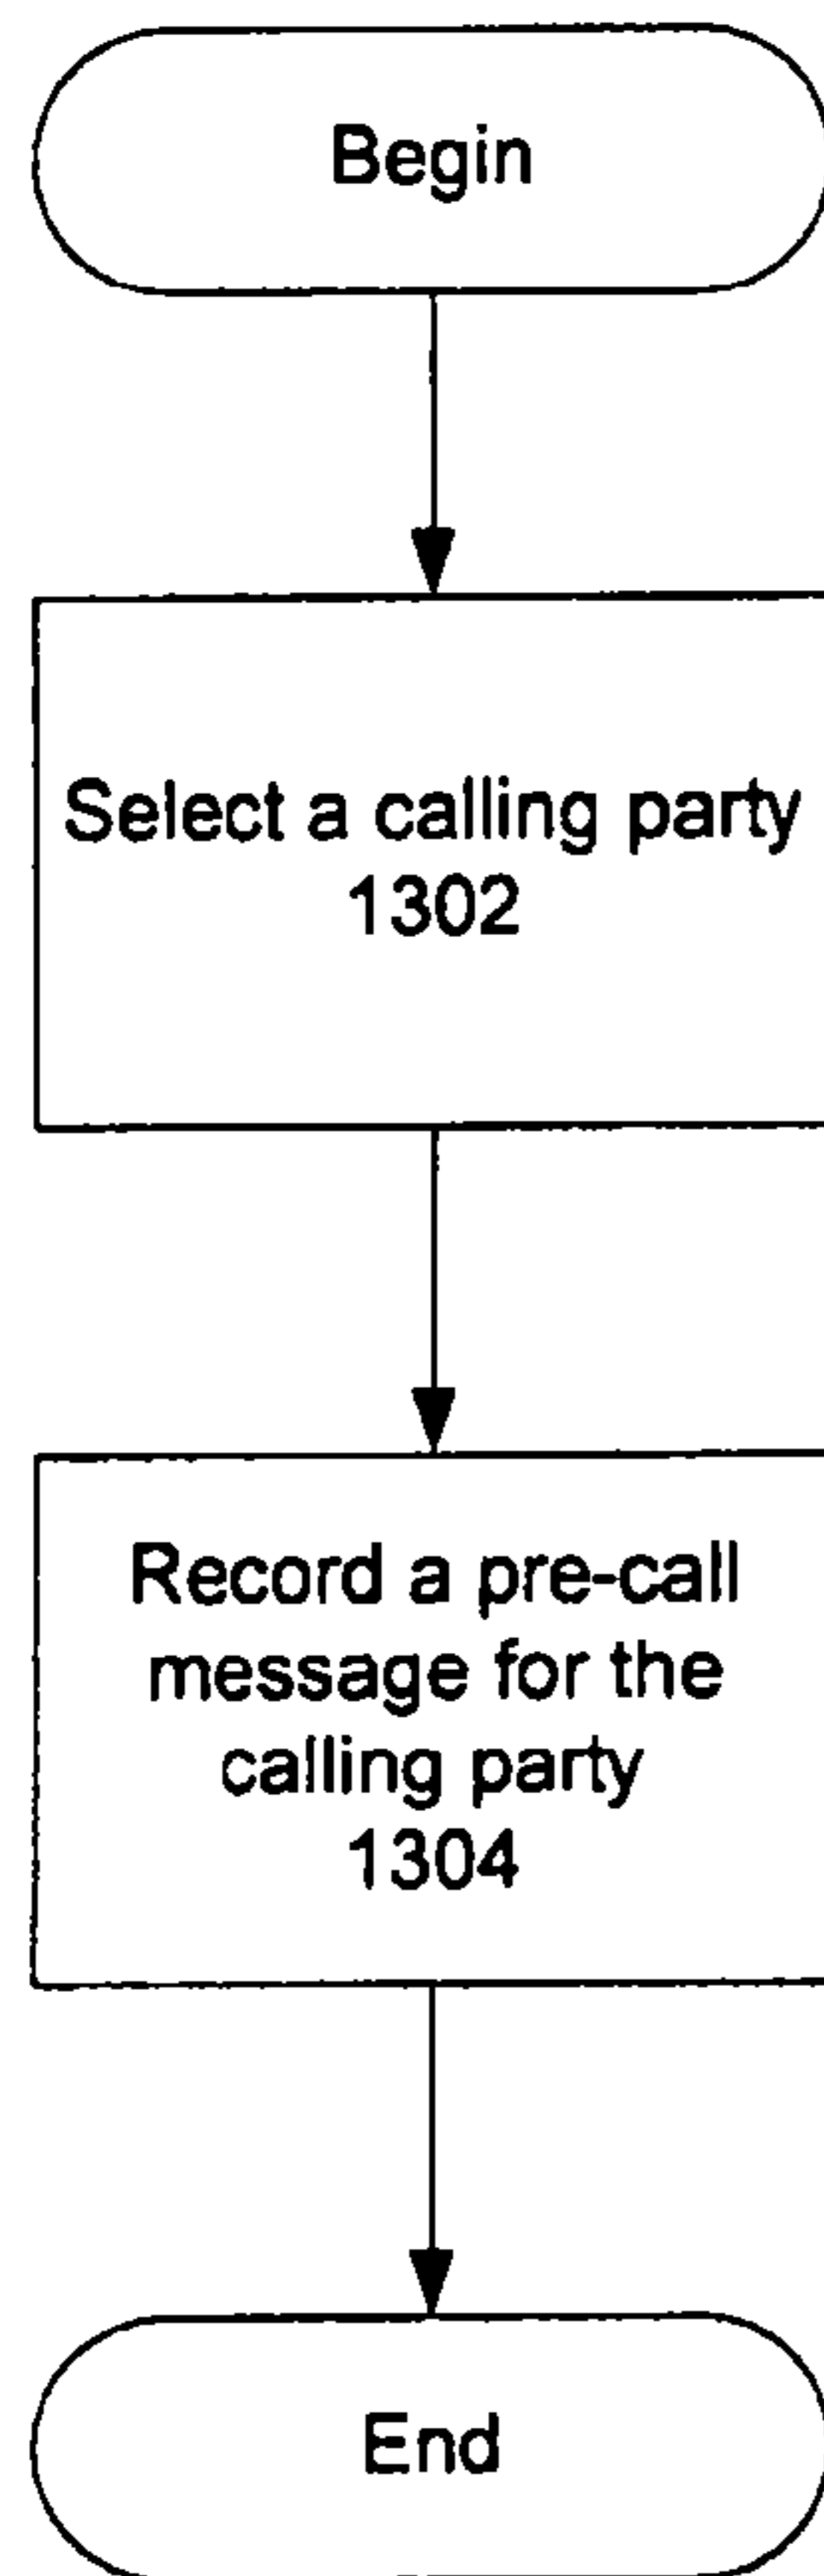 Begin
Select a calling party
1302
Record a pre-call
message for the
calling party
1304
End